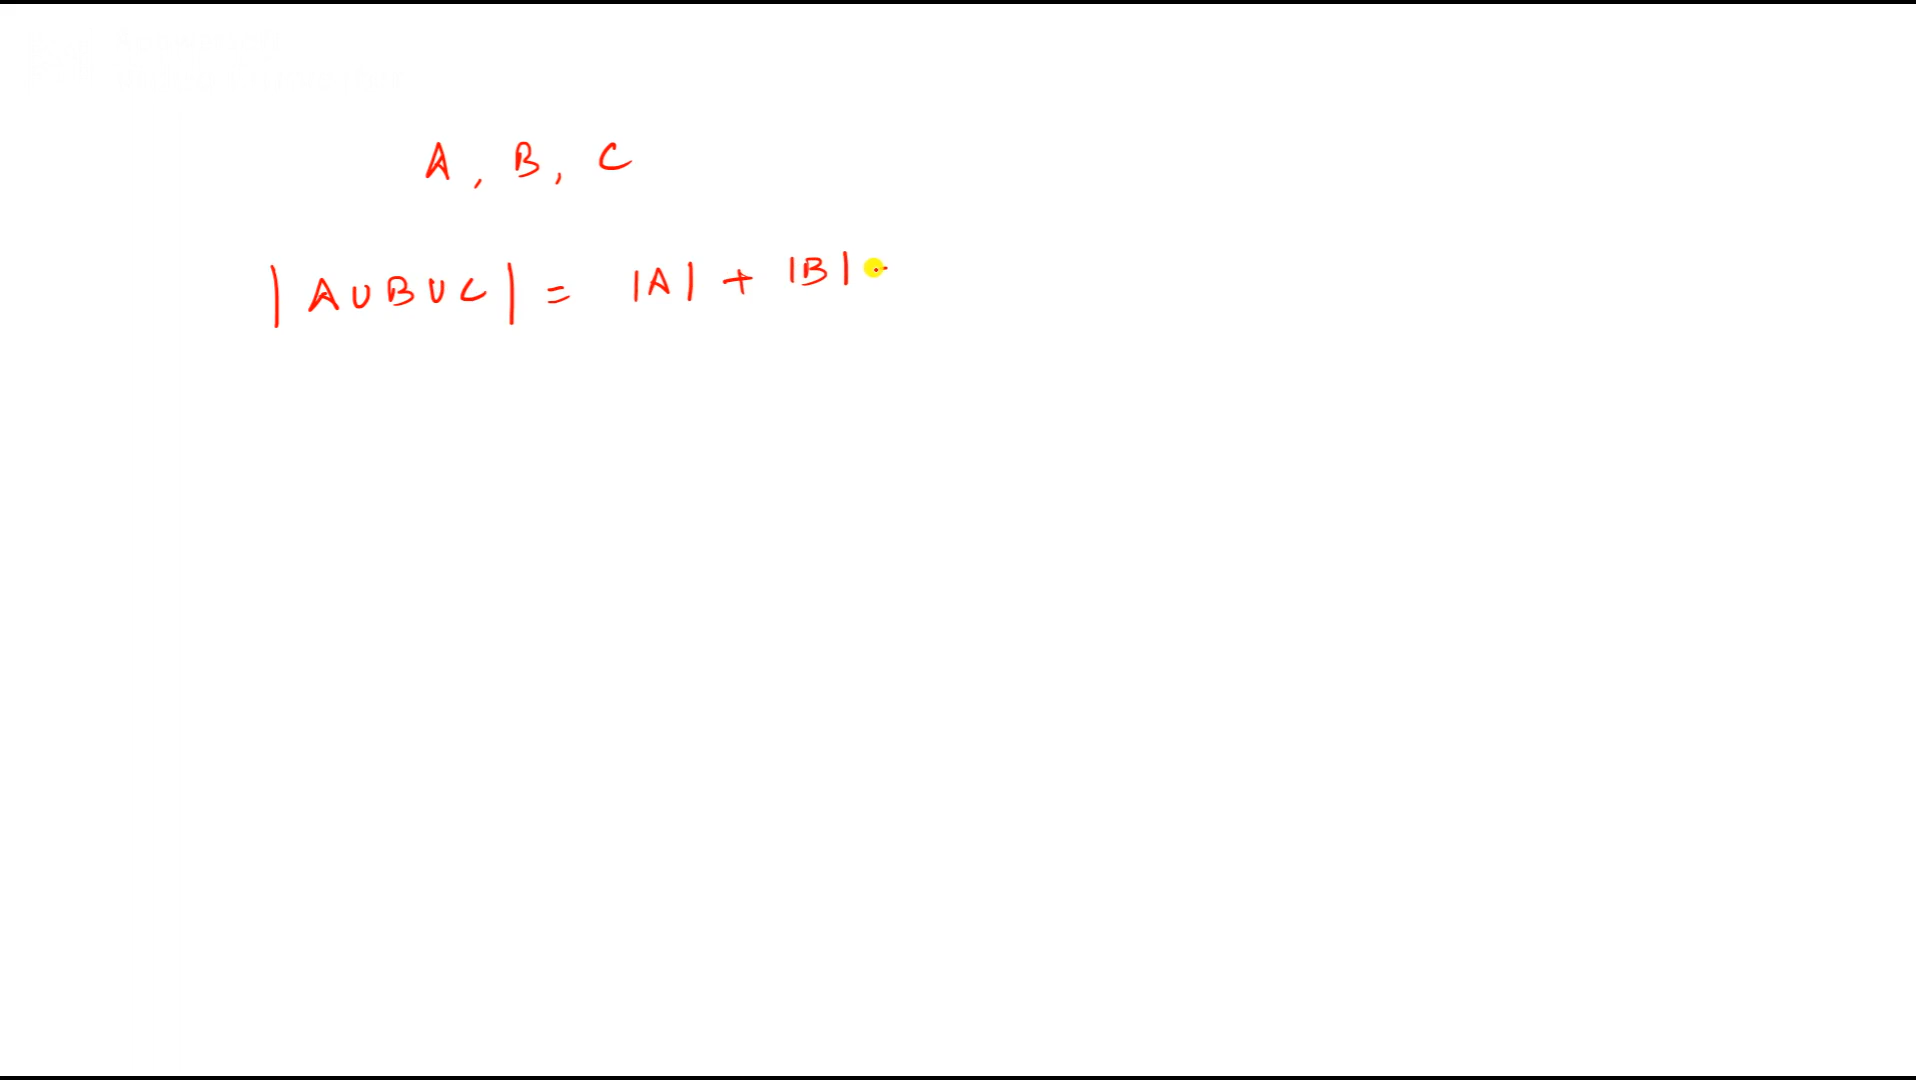 A, B, C
|A∪B∪C| = |A| + |B|